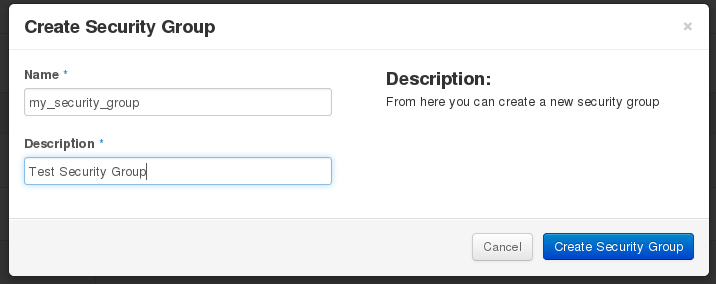 Create Security Group
×
Name *
my_security_group
Description *
Test Security Group
Description:
From here you can create a new security group
Cancel
Create Security Group